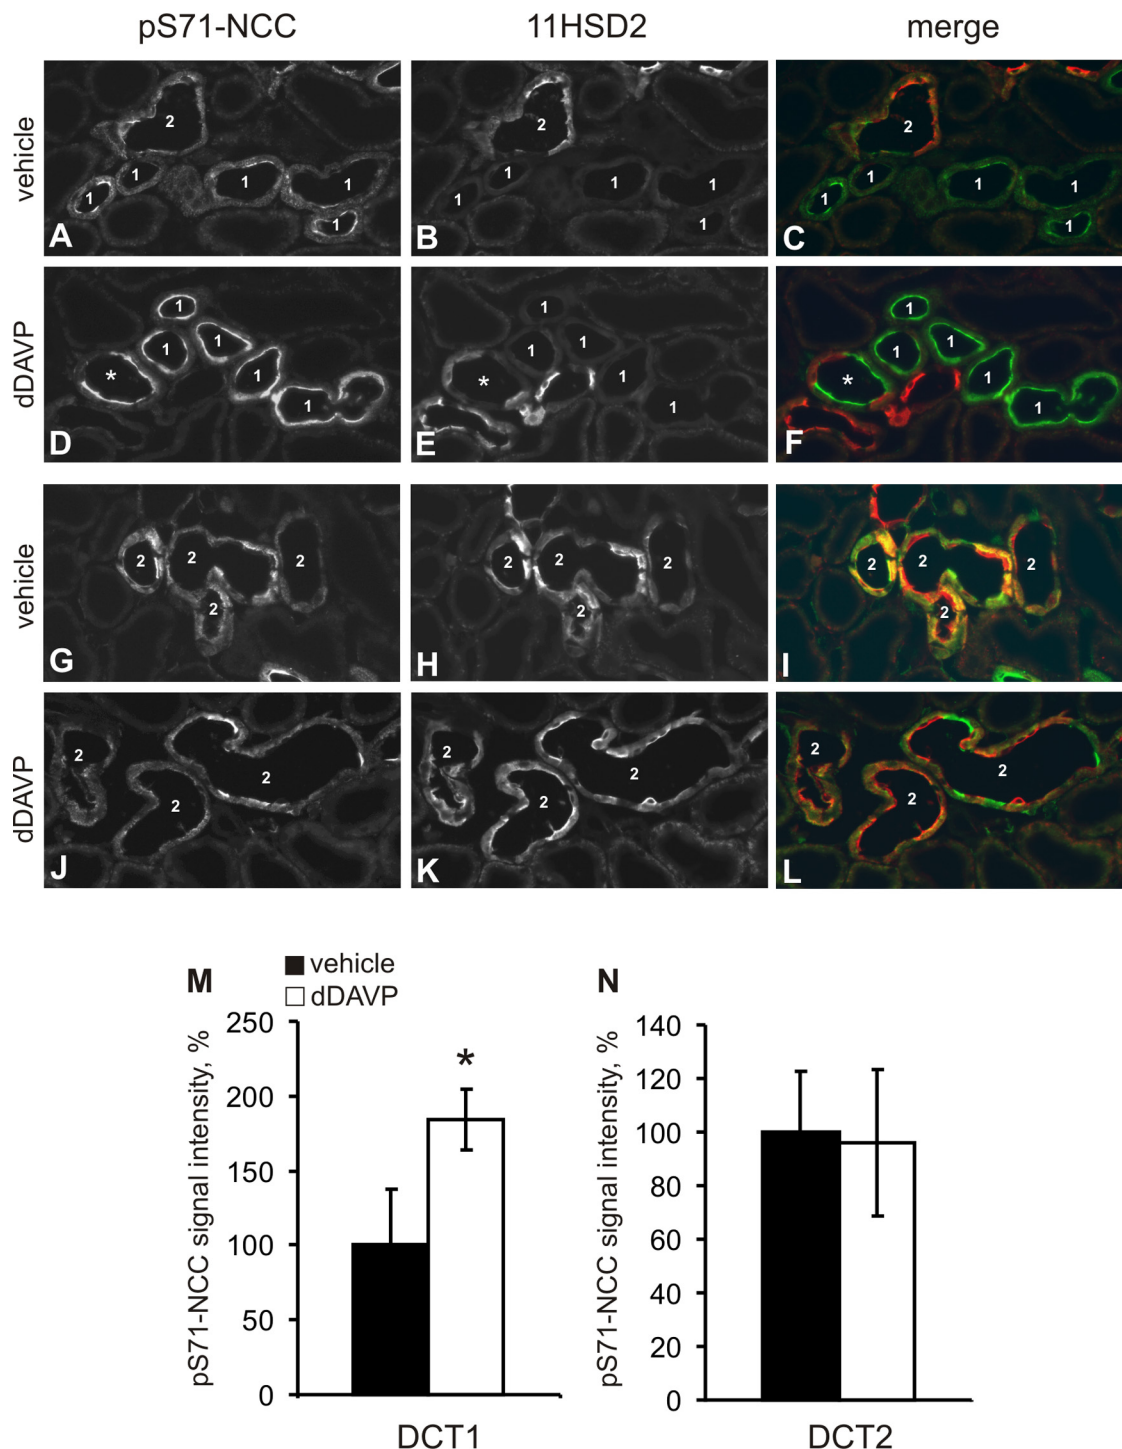 pS71-NCC 11HSD2 merge
vehicle
2 2 2
1 1 1 1 1
1 1 1 1 1
1 1 1 1 1
A B C
dDAVP
1 1 1 1 1 *
1 1 1 1 1 *
1 1 1 1 1 *
D E F
vehicle
2 2 2 2
2 2 2 2
2 2 2 2
G H I
dDAVP
2 2 2
2 2 2
2 2 2
J K L
M
vehicle
dDAVP
pS71-NCC signal intensity, %
250
200
150
100
50
0
*
DCT1
N
pS71-NCC signal intensity, %
140
120
100
80
60
40
20
0
DCT2